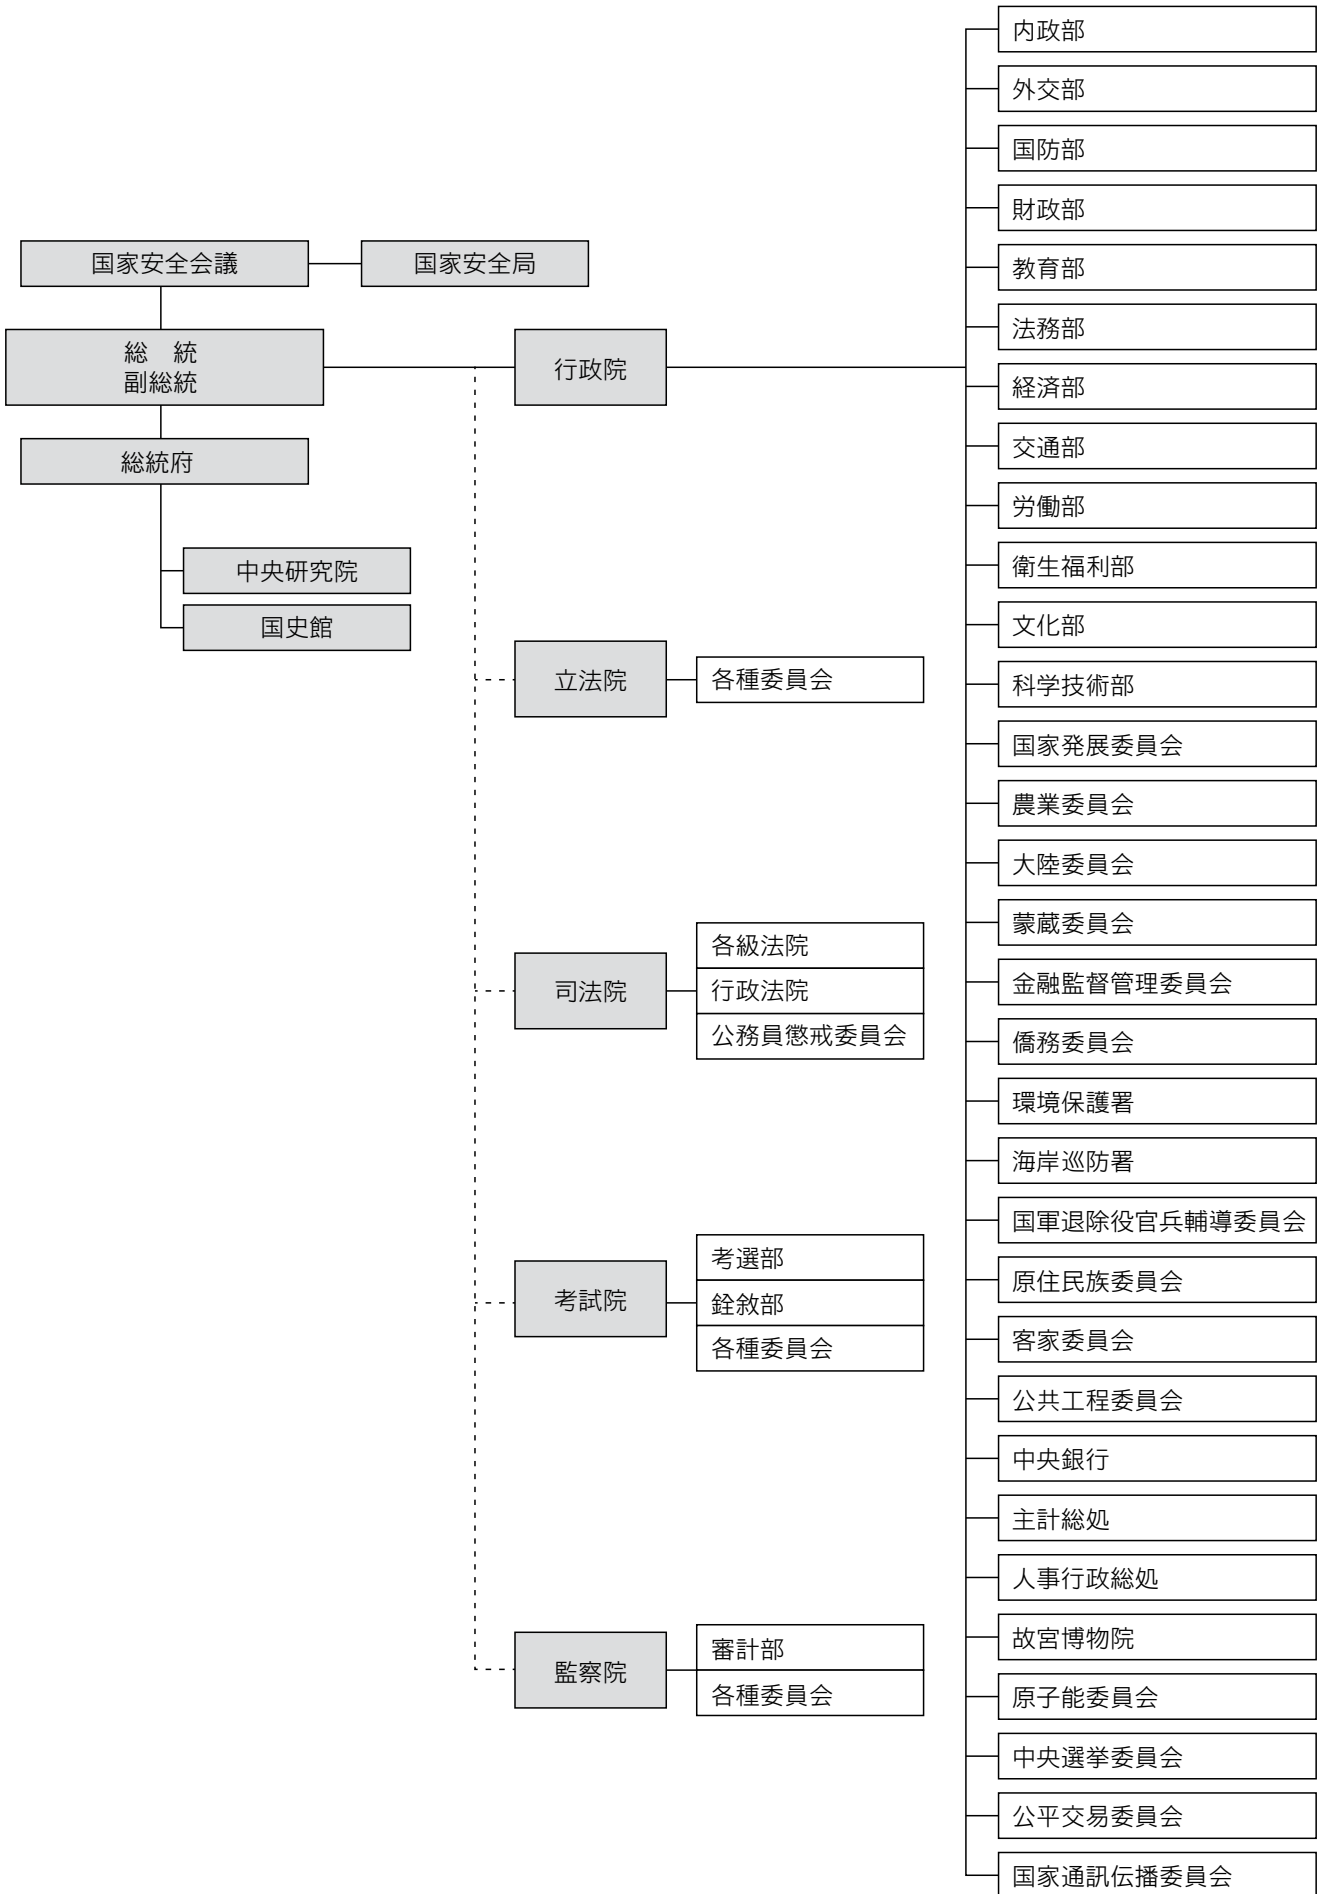 国家安全会議
国家安全局
総　統
副総統
総統府
中央研究院
国史館
行政院
立法院
各種委員会
司法院
各級法院
行政法院
公務員懲戒委員会
考試院
考選部
銓敘部
各種委員会
監察院
審計部
各種委員会
内政部
外交部
国防部
財政部
教育部
法務部
経済部
交通部
労働部
衛生福利部
文化部
科学技術部
国家発展委員会
農業委員会
大陸委員会
蒙蔵委員会
金融監督管理委員会
僑務委員会
環境保護署
海岸巡防署
国軍退除役官兵輔導委員会
原住民族委員会
客家委員会
公共工程委員会
中央銀行
主計総処
人事行政総処
故宮博物院
原子能委員会
中央選挙委員会
公平交易委員会
国家通訊伝播委員会